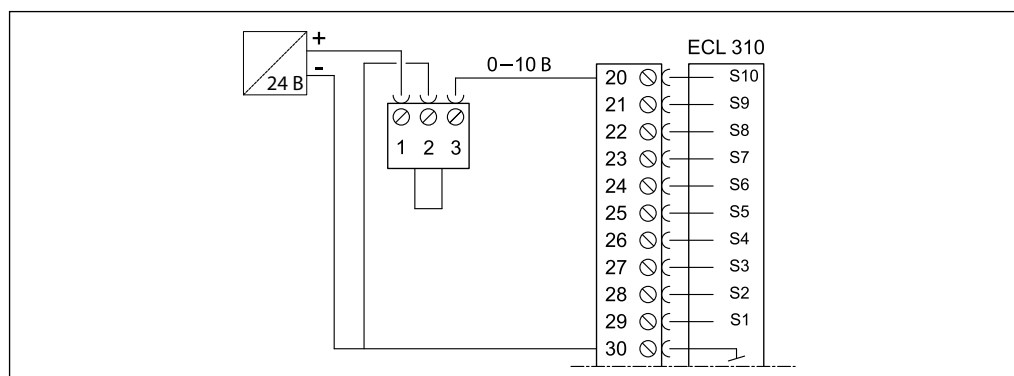 +
-
24 В
0–10 В
ECL 310
1 2 3
20 S10
21 S9
22 S8
23 S7
24 S6
25 S5
26 S4
27 S3
28 S2
29 S1
30